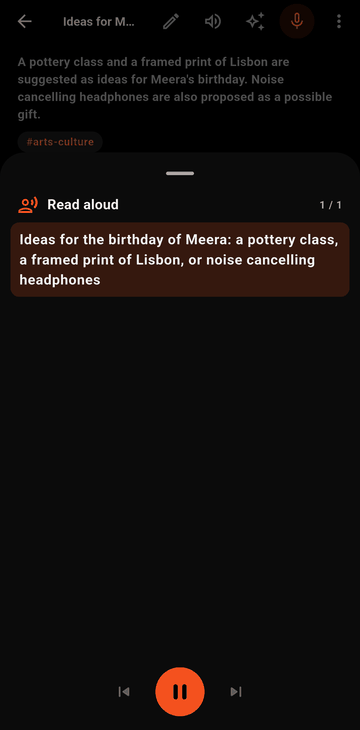 Ideas for M...
A pottery class and a framed print of Lisbon are
suggested as ideas for Meera's birthday. Noise
cancelling headphones are also proposed as a possible
gift.
#arts-culture
Read aloud
1 / 1
Ideas for the birthday of Meera: a pottery class,
a framed print of Lisbon, or noise cancelling
headphones